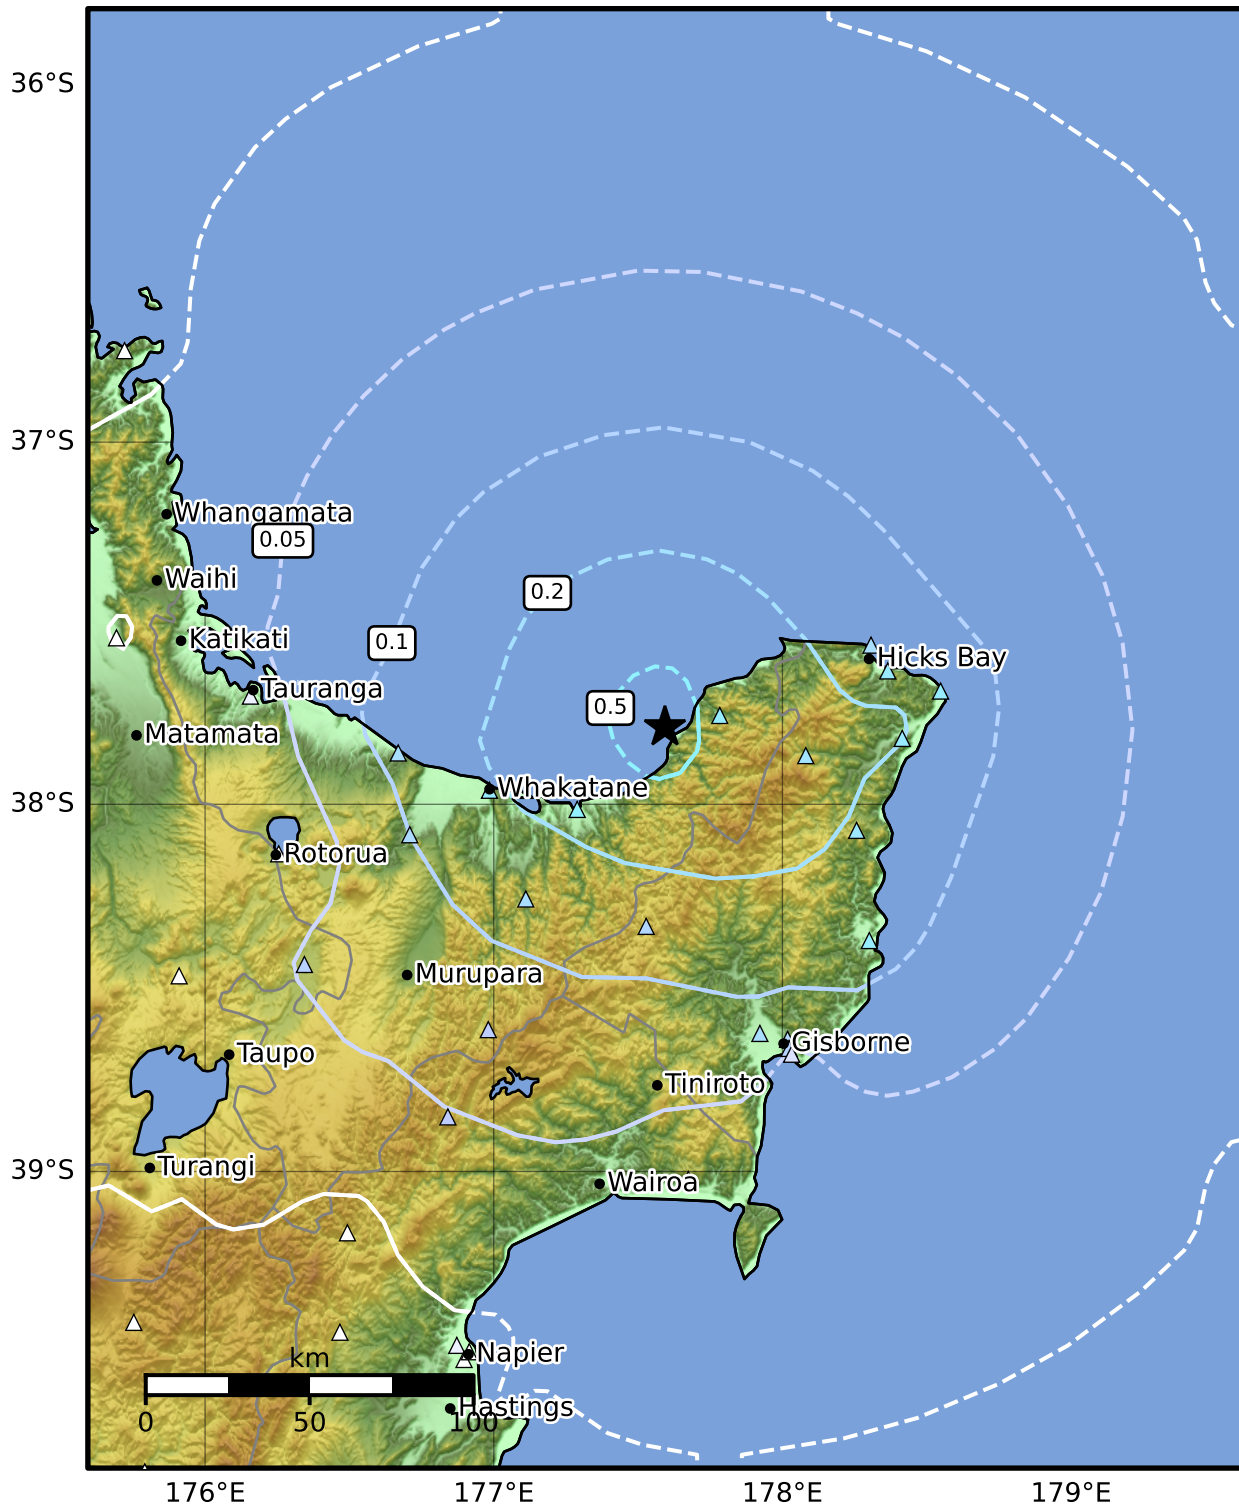 36°S
37°S
Whangamata
0.05
Waihi
0.2
Katikati
0.1
Hicks Bay
Tauranga
0.5
Matamata
Whakatane
38°S
Rotorua
Murupara
Gisborne
Taupo
Tiniroto
Turangi
39°S
Wairoa
Napier
km
Hastings
0
50
100
176°E
177°E
178°E
179°E